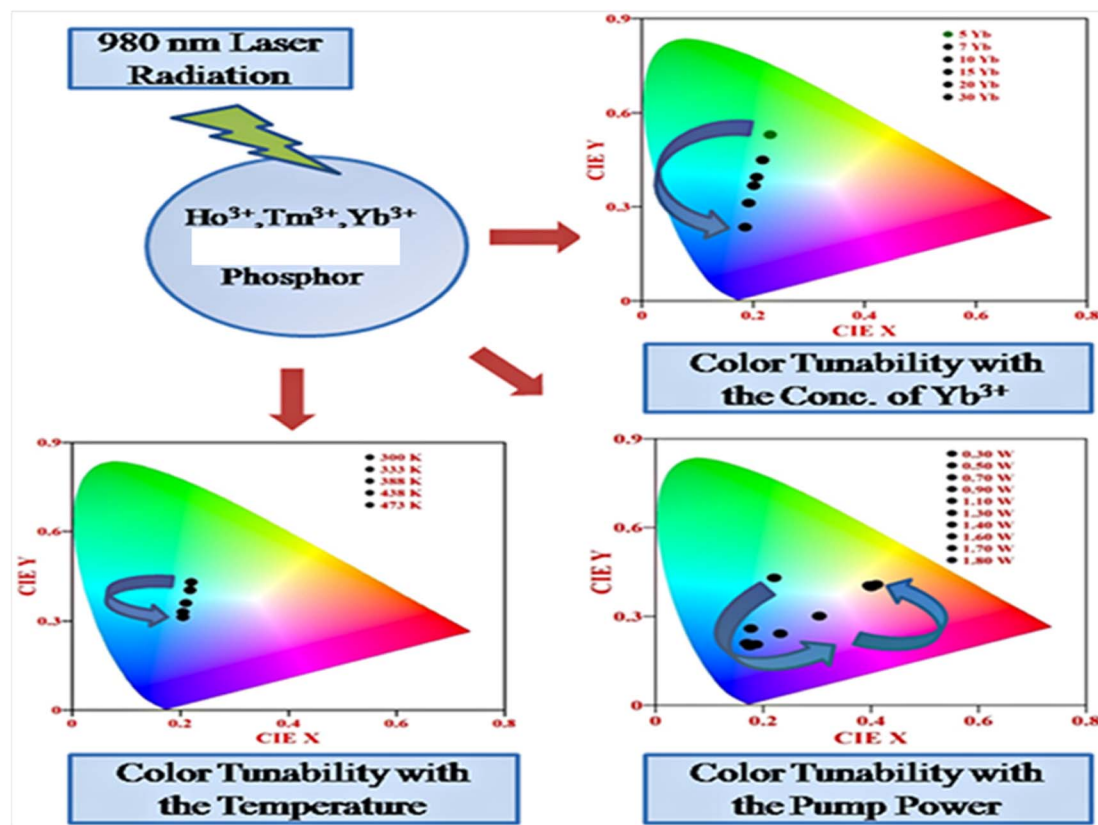 980 nm Laser
Radiation
Ho³⁺,Tm³⁺,Yb³⁺
Phosphor
0.9
0.6
0.3
0
0
0.2
0.4
0.6
0.8
CIE Y
CIE X
5 Yb
7 Yb
10 Yb
15 Yb
20 Yb
30 Yb
Color Tunability with
the Conc. of Yb³⁺
0.9
0.6
0.3
0
0
0.2
0.4
0.6
0.8
CIE Y
CIE X
300 K
333 K
388 K
438 K
473 K
Color Tunability with
the Temperature
0.9
0.6
0.3
0
0
0.2
0.4
0.6
0.8
CIE Y
CIE X
0.30 W
0.50 W
0.70 W
0.90 W
1.10 W
1.30 W
1.40 W
1.60 W
1.70 W
1.80 W
Color Tunability with
the Pump Power